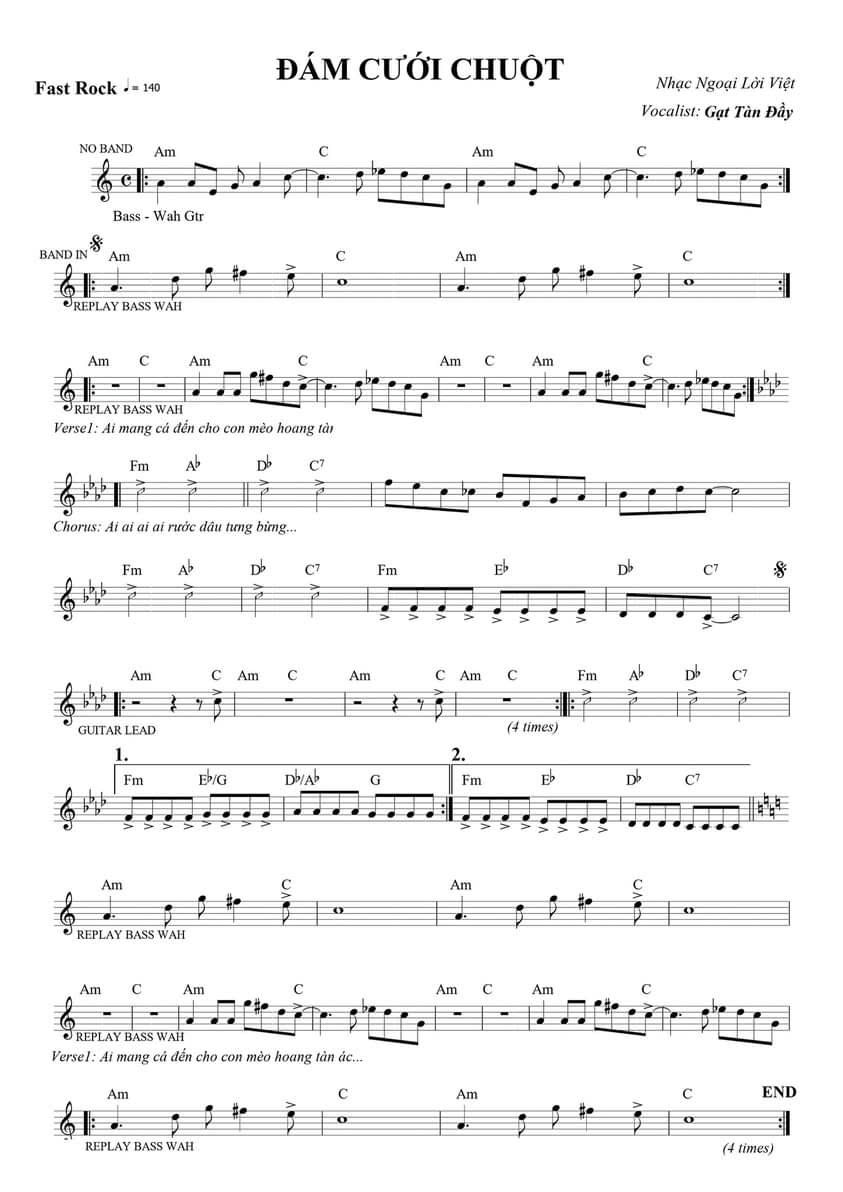 ĐÁM CƯỚI CHUỘT
Fast Rock ♩= 140
Nhạc Ngoại Lời Việt
Vocalist: Gạt Tàn Đầy
NO BAND
Am C Am C
Bass - Wah Gtr
BAND IN
Am C Am C
REPLAY BASS WAH
Am C Am C Am C Am C
REPLAY BASS WAH
Verse1: Ai mang cá đến cho con mèo hoang tàn
Fm A♭ D♭ C7
Chorus: Ai ai ai ai rước dâu tưng bừng...
Fm A♭ D♭ C7 Fm E♭ D♭ C7
Am C Am C Am C Am C Fm A♭ D♭ C7
GUITAR LEAD
(4 times)
1. 2.
Fm E♭/G D♭/A♭ G Fm E♭ D♭ C7
Am C Am C
REPLAY BASS WAH
Am C Am C Am C Am C
REPLAY BASS WAH
Verse1: Ai mang cá đến cho con mèo hoang tàn ác...
END
Am C Am C
REPLAY BASS WAH
(4 times)